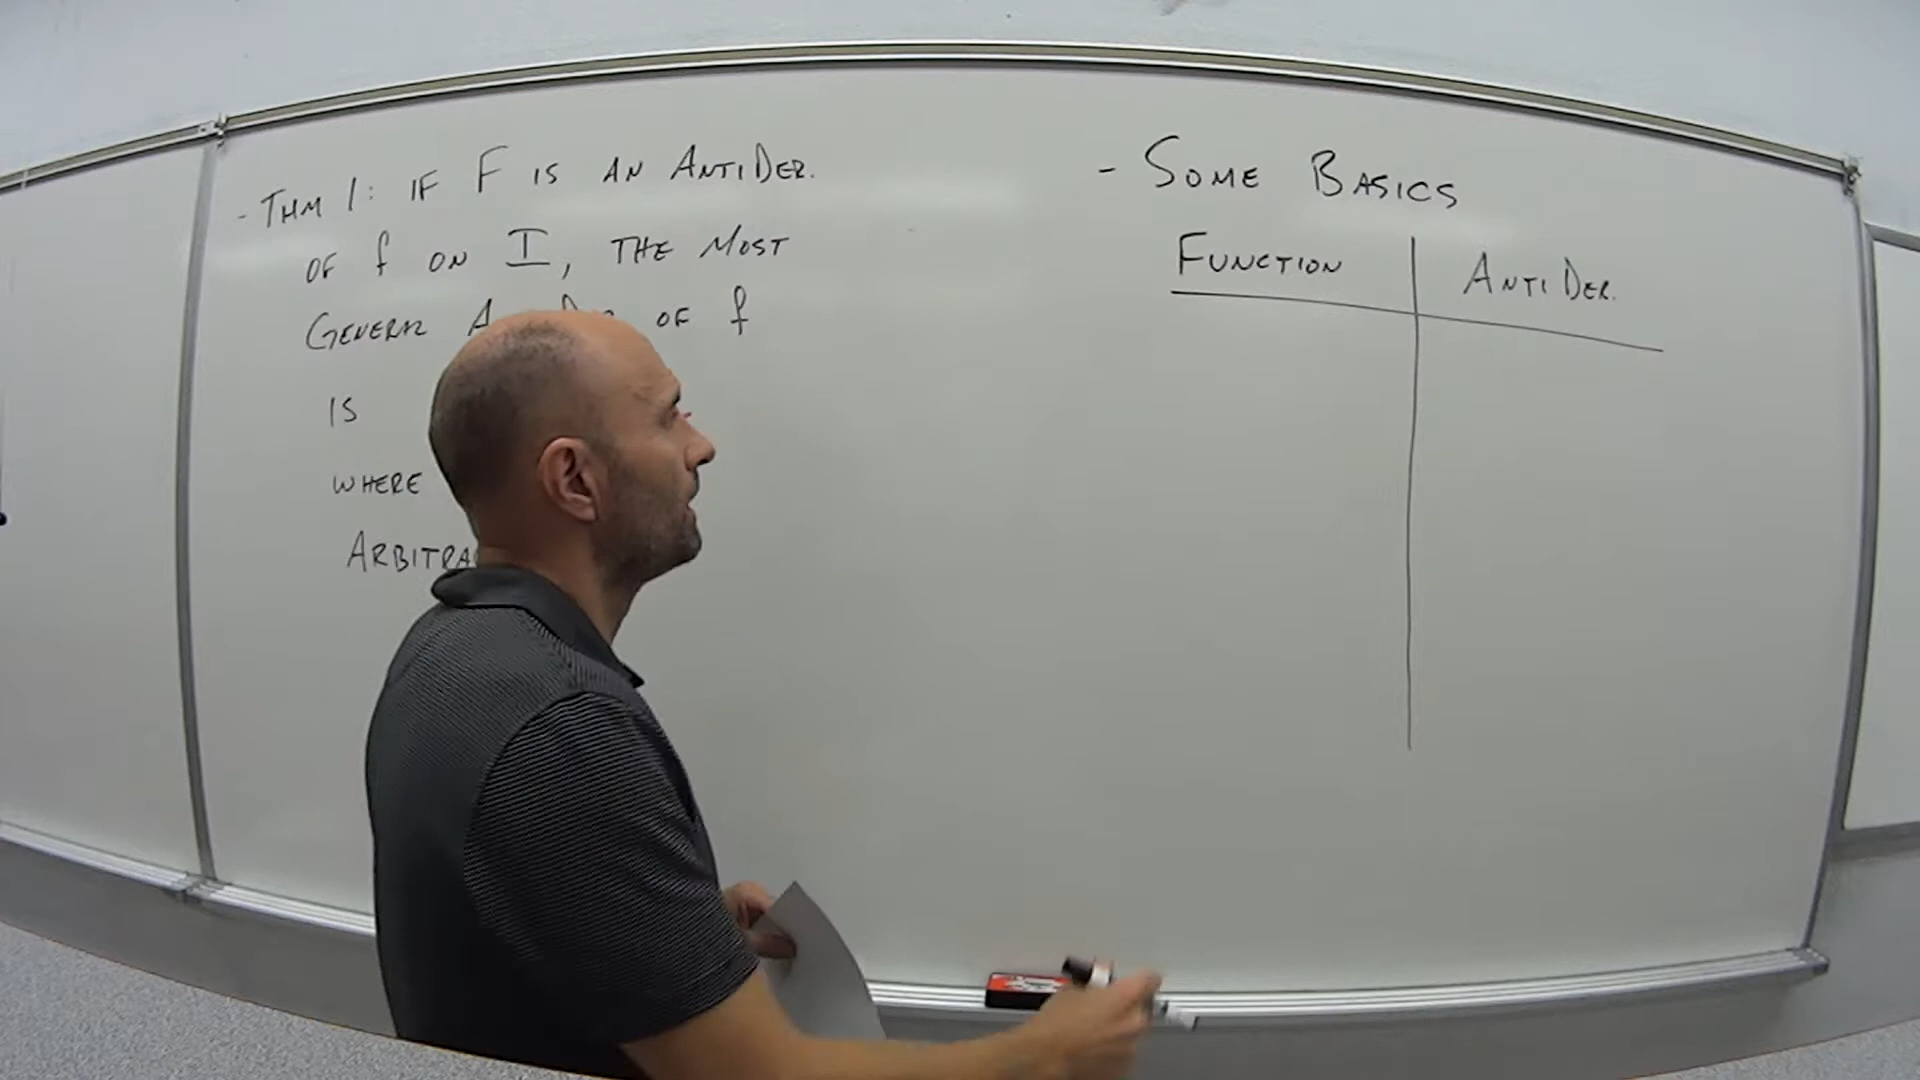 - THM 1: IF F IS AN ANTIDER.
OF f ON I, THE MOST
GENERAL OF f
IS
WHERE
- SOME BASICS
FUNCTION ANTIDER.